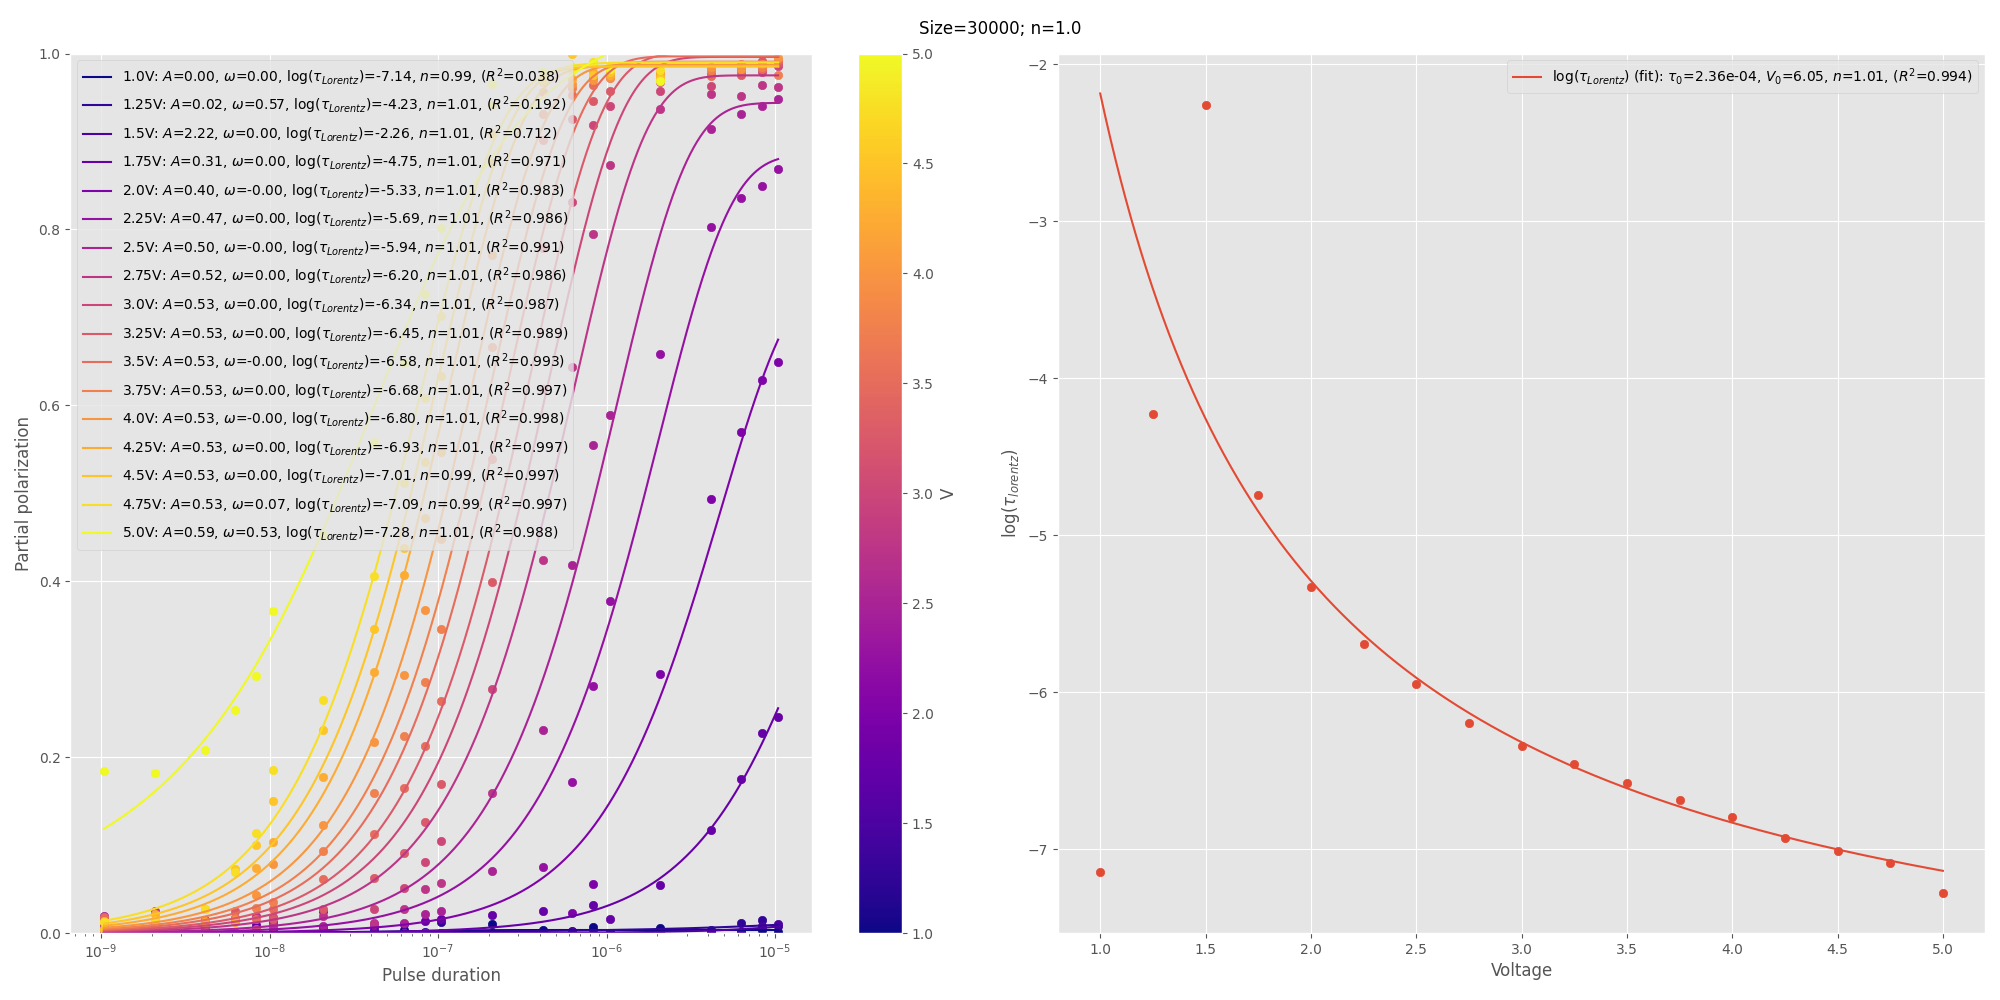 Size=30000; n=1.0
1.0V: A=0.00, ω=0.00, log(τ_Lorentz)=-7.14, n=0.99, (R²=0.038)
1.25V: A=0.02, ω=0.57, log(τ_Lorentz)=-4.23, n=1.01, (R²=0.192)
1.5V: A=2.22, ω=0.00, log(τ_Lorentz)=-2.26, n=1.01, (R²=0.712)
1.75V: A=0.31, ω=0.00, log(τ_Lorentz)=-4.75, n=1.01, (R²=0.971)
2.0V: A=0.40, ω=-0.00, log(τ_Lorentz)=-5.33, n=1.01, (R²=0.983)
2.25V: A=0.47, ω=0.00, log(τ_Lorentz)=-5.69, n=1.01, (R²=0.986)
2.5V: A=0.50, ω=-0.00, log(τ_Lorentz)=-5.94, n=1.01, (R²=0.991)
2.75V: A=0.52, ω=0.00, log(τ_Lorentz)=-6.20, n=1.01, (R²=0.986)
3.0V: A=0.53, ω=0.00, log(τ_Lorentz)=-6.34, n=1.01, (R²=0.987)
3.25V: A=0.53, ω=0.00, log(τ_Lorentz)=-6.45, n=1.01, (R²=0.989)
3.5V: A=0.53, ω=-0.00, log(τ_Lorentz)=-6.58, n=1.01, (R²=0.993)
3.75V: A=0.53, ω=0.00, log(τ_Lorentz)=-6.68, n=1.01, (R²=0.997)
4.0V: A=0.53, ω=-0.00, log(τ_Lorentz)=-6.80, n=1.01, (R²=0.998)
4.25V: A=0.53, ω=0.00, log(τ_Lorentz)=-6.93, n=1.01, (R²=0.997)
4.5V: A=0.53, ω=0.00, log(τ_Lorentz)=-7.01, n=0.99, (R²=0.997)
4.75V: A=0.53, ω=0.07, log(τ_Lorentz)=-7.09, n=0.99, (R²=0.997)
5.0V: A=0.59, ω=0.53, log(τ_Lorentz)=-7.28, n=1.01, (R²=0.988)
1.0
0.8
0.6
0.4
0.2
0.0
Partial polarization
10⁻⁹ 10⁻⁸ 10⁻⁷ 10⁻⁶ 10⁻⁵
Pulse duration
5.0
4.5
4.0
3.5
3.0
2.5
2.0
1.5
1.0
V
log(τ_Lorentz) (fit): τ₀=2.36e-04, V₀=6.05, n=1.01, (R²=0.994)
−2
−3
−4
−5
−6
−7
log(τ_lorentz)
1.0 1.5 2.0 2.5 3.0 3.5 4.0 4.5 5.0
Voltage